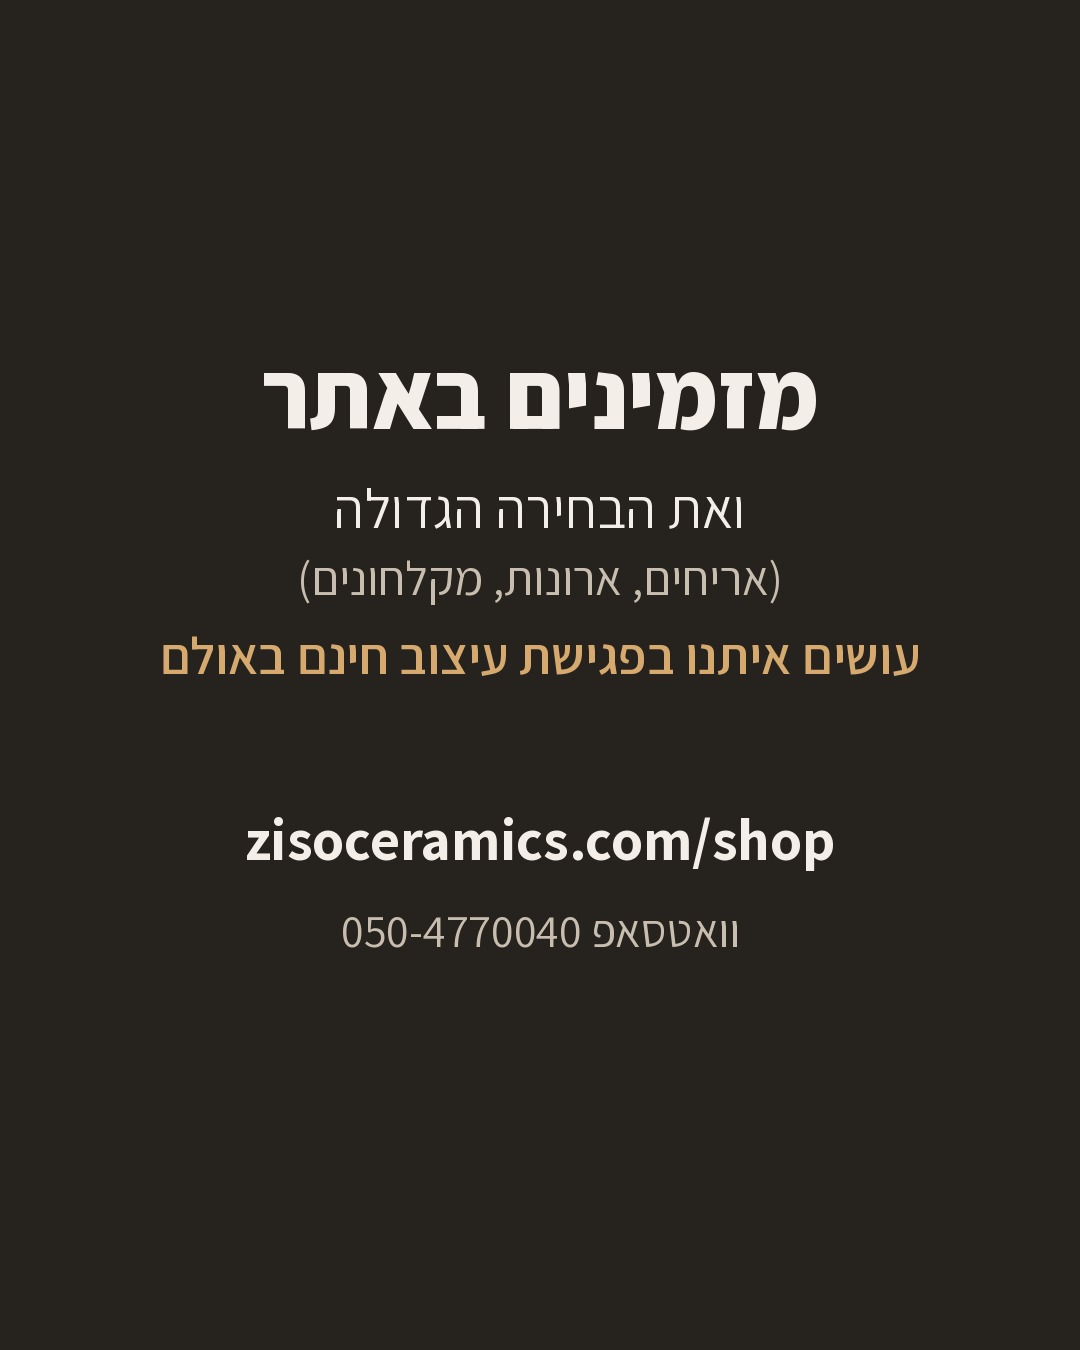 מזמינים באתר
ואת הבחירה הגדולה
(אריחים, ארונות, מקלחונים)
עושים איתנו בפגישת עיצוב חינם באולם
zisoceramics.com/shop
וואטסאפ 050-4770040